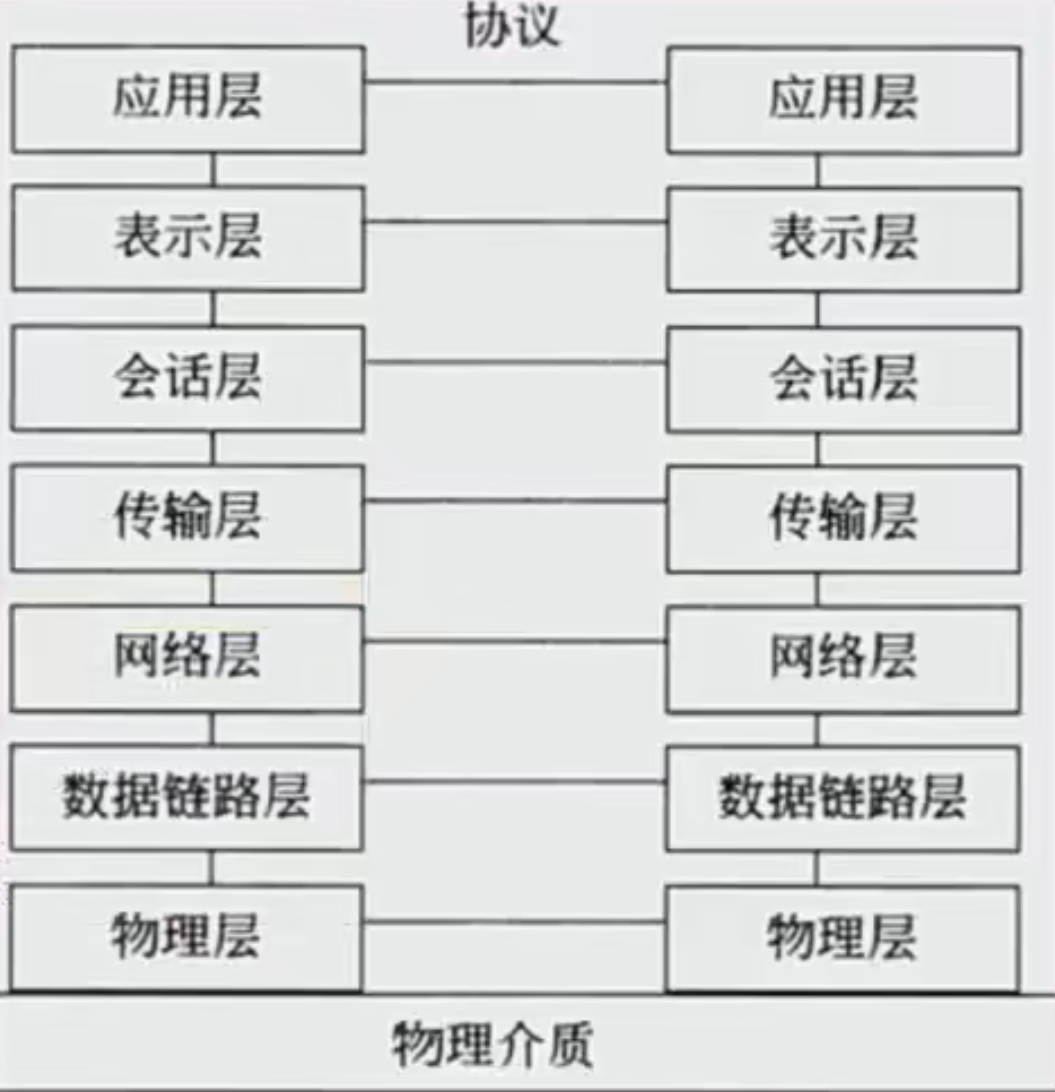 协议
应用层 应用层
表示层 表示层
会话层 会话层
传输层 传输层
网络层 网络层
数据链路层 数据链路层
物理层 物理层
物理介质